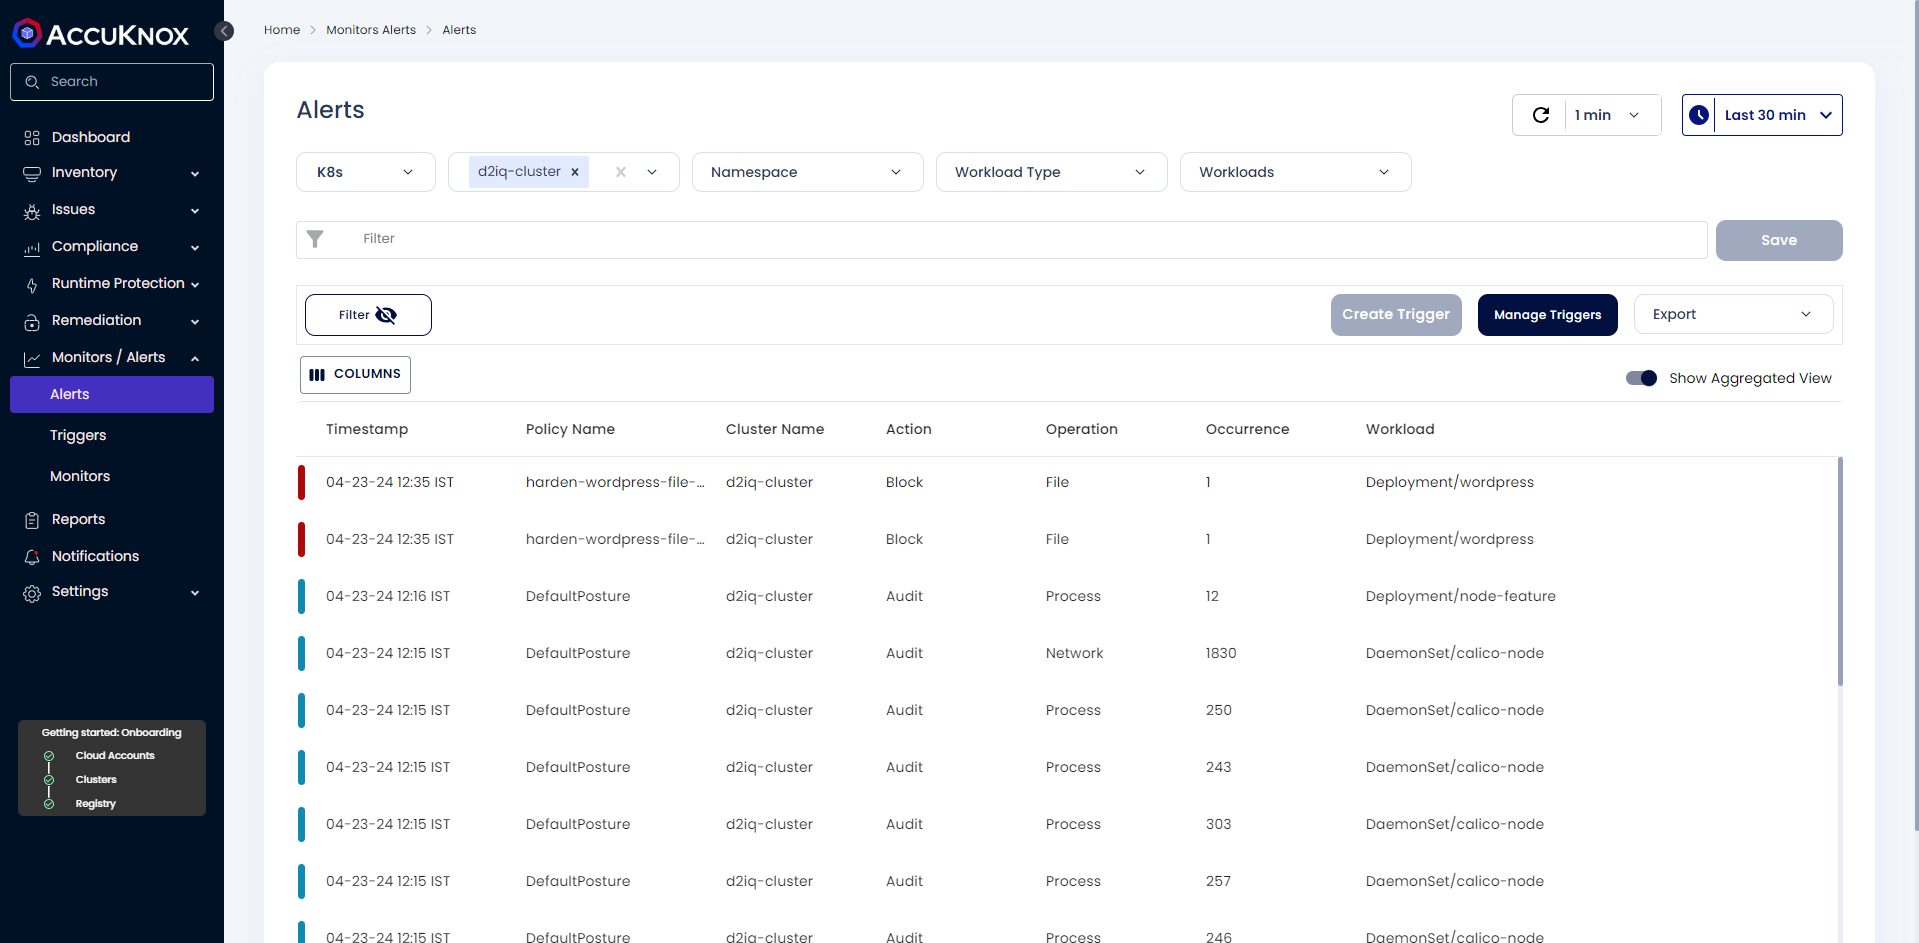 ACCUKNOX
Search
Dashboard
Inventory
Issues
Compliance
Runtime Protection
Remediation
Monitors / Alerts
Alerts
Triggers
Monitors
Reports
Notifications
Settings
Getting started: Onboarding
Cloud Accounts
Clusters
Registry
Home > Monitors Alerts > Alerts
Alerts
1 min
Last 30 min
K8s
d2iq-cluster x
Namespace
Workload Type
Workloads
Filter
Save
Filter
Create Trigger
Manage Triggers
Export
COLUMNS
Show Aggregated View
Timestamp Policy Name Cluster Name Action Operation Occurrence Workload
04-23-24 12:35 IST harden-wordpress-file-... d2iq-cluster Block File 1 Deployment/wordpress
04-23-24 12:35 IST harden-wordpress-file-... d2iq-cluster Block File 1 Deployment/wordpress
04-23-24 12:16 IST DefaultPosture d2iq-cluster Audit Process 12 Deployment/node-feature
04-23-24 12:15 IST DefaultPosture d2iq-cluster Audit Network 1830 DaemonSet/calico-node
04-23-24 12:15 IST DefaultPosture d2iq-cluster Audit Process 250 DaemonSet/calico-node
04-23-24 12:15 IST DefaultPosture d2iq-cluster Audit Process 243 DaemonSet/calico-node
04-23-24 12:15 IST DefaultPosture d2iq-cluster Audit Process 303 DaemonSet/calico-node
04-23-24 12:15 IST DefaultPosture d2iq-cluster Audit Process 257 DaemonSet/calico-node
04-23-24 12:15 IST DefaultPosture d2iq-cluster Audit Process 246 DaemonSet/calico-node